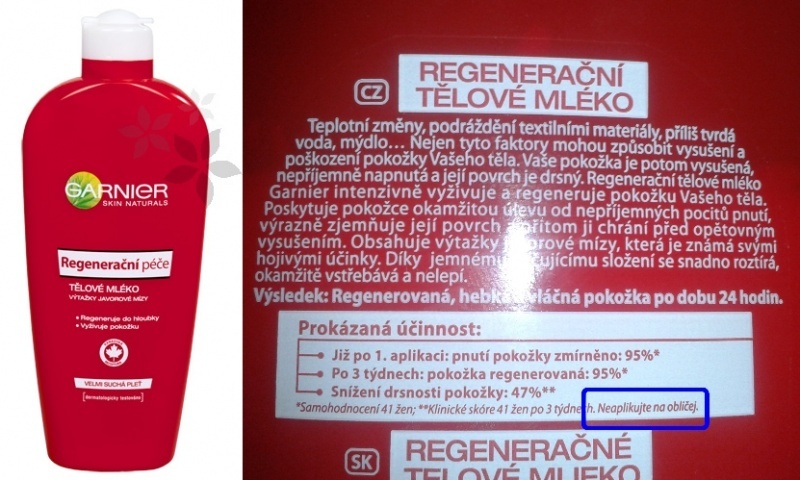 GARNIER
SKIN NATURALS
Regenerační péče
TĚLOVÉ MLÉKO
VÝTAŽKY JAVOROVÉ MÍZY
• Regeneruje do hloubky
• Vyživuje pokožku
VELMI SUCHÁ PLEŤ
dermatologicky testováno
CZ
REGENERAČNÍ
TĚLOVÉ MLÉKO
Teplotní změny, podráždění textilními materiály, příliš tvrdá
voda, mýdlo... Nejen tyto faktory mohou způsobit vysušení a
poškození pokožky Vašeho těla. Vaše pokožka je potom vysušená,
nepříjemně napnutá a její povrch je drsný. Regenerační tělové mléko
Garnier intenzivně vyživuje a regeneruje pokožku Vašeho těla.
Poskytuje pokožce okamžitou úlevu od nepříjemných pocitů pnutí,
výrazně zjemňuje její povrch a přitom ji chrání před opětovným
vysušením. Obsahuje výtažky javorové mízy, která je známá svými
hojivými účinky. Díky jemnému složení se snadno roztírá,
okamžitě vstřebává a nelepí.
Výsledek: Regenerovaná, hebká vláčná pokožka po dobu 24 hodin.
Prokázaná účinnost:
Již po 1. aplikaci: pnutí pokožky zmírněno: 95%*
Po 3 týdnech: pokožka regenerovaná: 95%*
Snížení drsnosti pokožky: 47%**
*Samohodnocení 41 žen; **Klinické skóre 41 žen po 3 týdnech. Neaplikujte na obličej.
SK
REGENERAČNÉ
TELOVÉ MLIEKO